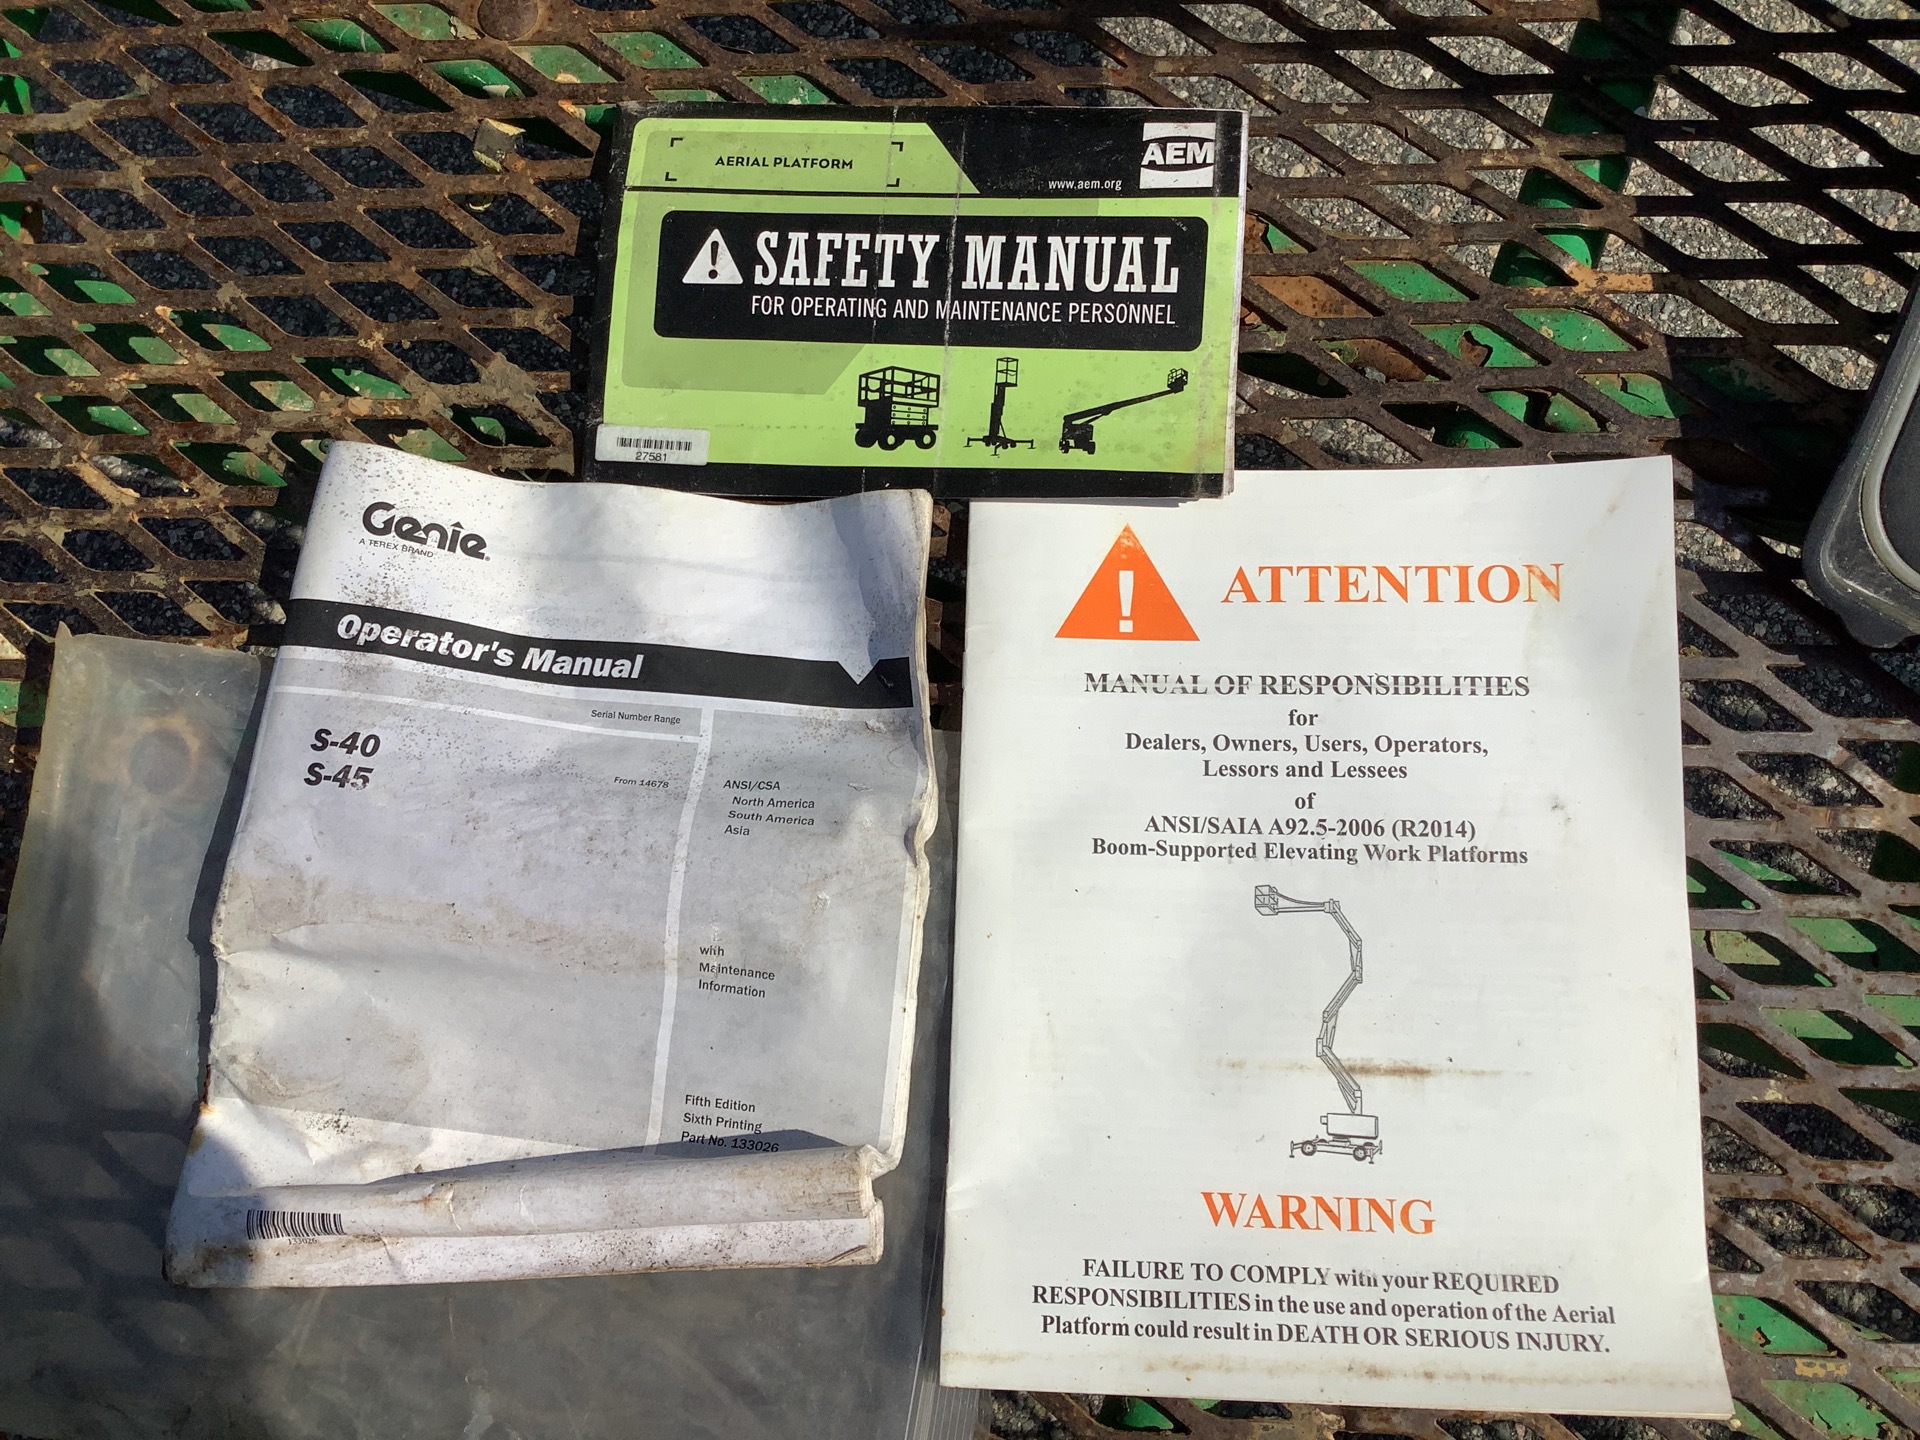 AERIAL PLATFORM
www.aem.org
AEM
SAFETY MANUAL
FOR OPERATING AND MAINTENANCE PERSONNEL
27581
Genie
A TEREX BRAND
Operator's Manual
Serial Number Range
S-40
S-45
From 14678
ANSI/CSA
North America
South America
Asia
with
Maintenance
Information
Fifth Edition
Sixth Printing
Part No. 133026
133026
ATTENTION
MANUAL OF RESPONSIBILITIES
for
Dealers, Owners, Users, Operators,
Lessors and Lessees
of
ANSI/SAIA A92.5-2006 (R2014)
Boom-Supported Elevating Work Platforms
WARNING
FAILURE TO COMPLY with your REQUIRED
RESPONSIBILITIES in the use and operation of the Aerial
Platform could result in DEATH OR SERIOUS INJURY.